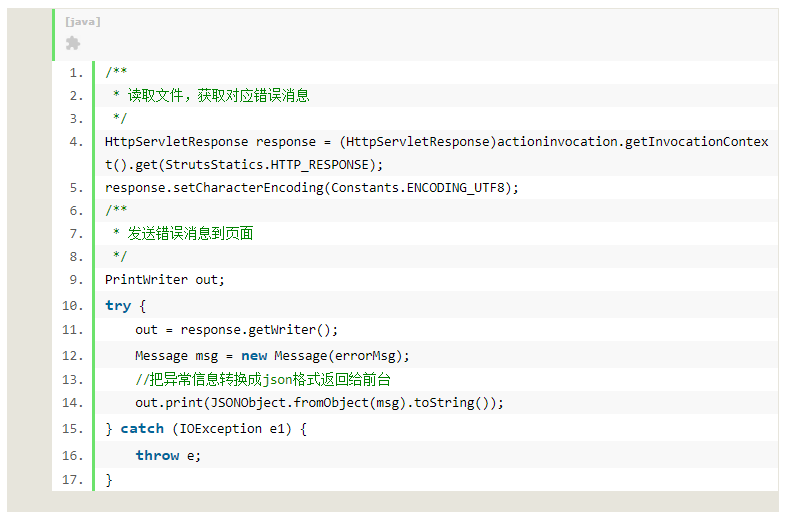 [java]
1. /**
2.  * 读取文件，获取对应错误消息
3.  */
4. HttpServletResponse response = (HttpServletResponse)actioninvocation.getInvocationContex
t().get(StrutsStatics.HTTP_RESPONSE);
5. response.setCharacterEncoding(Constants.ENCODING_UTF8);
6. /**
7.  * 发送错误消息到页面
8.  */
9. PrintWriter out;
10. try {
11.     out = response.getWriter();
12.     Message msg = new Message(errorMsg);
13.     //把异常信息转换成json格式返回给前台
14.     out.print(JSONObject.fromObject(msg).toString());
15. } catch (IOException e1) {
16.     throw e;
17. }